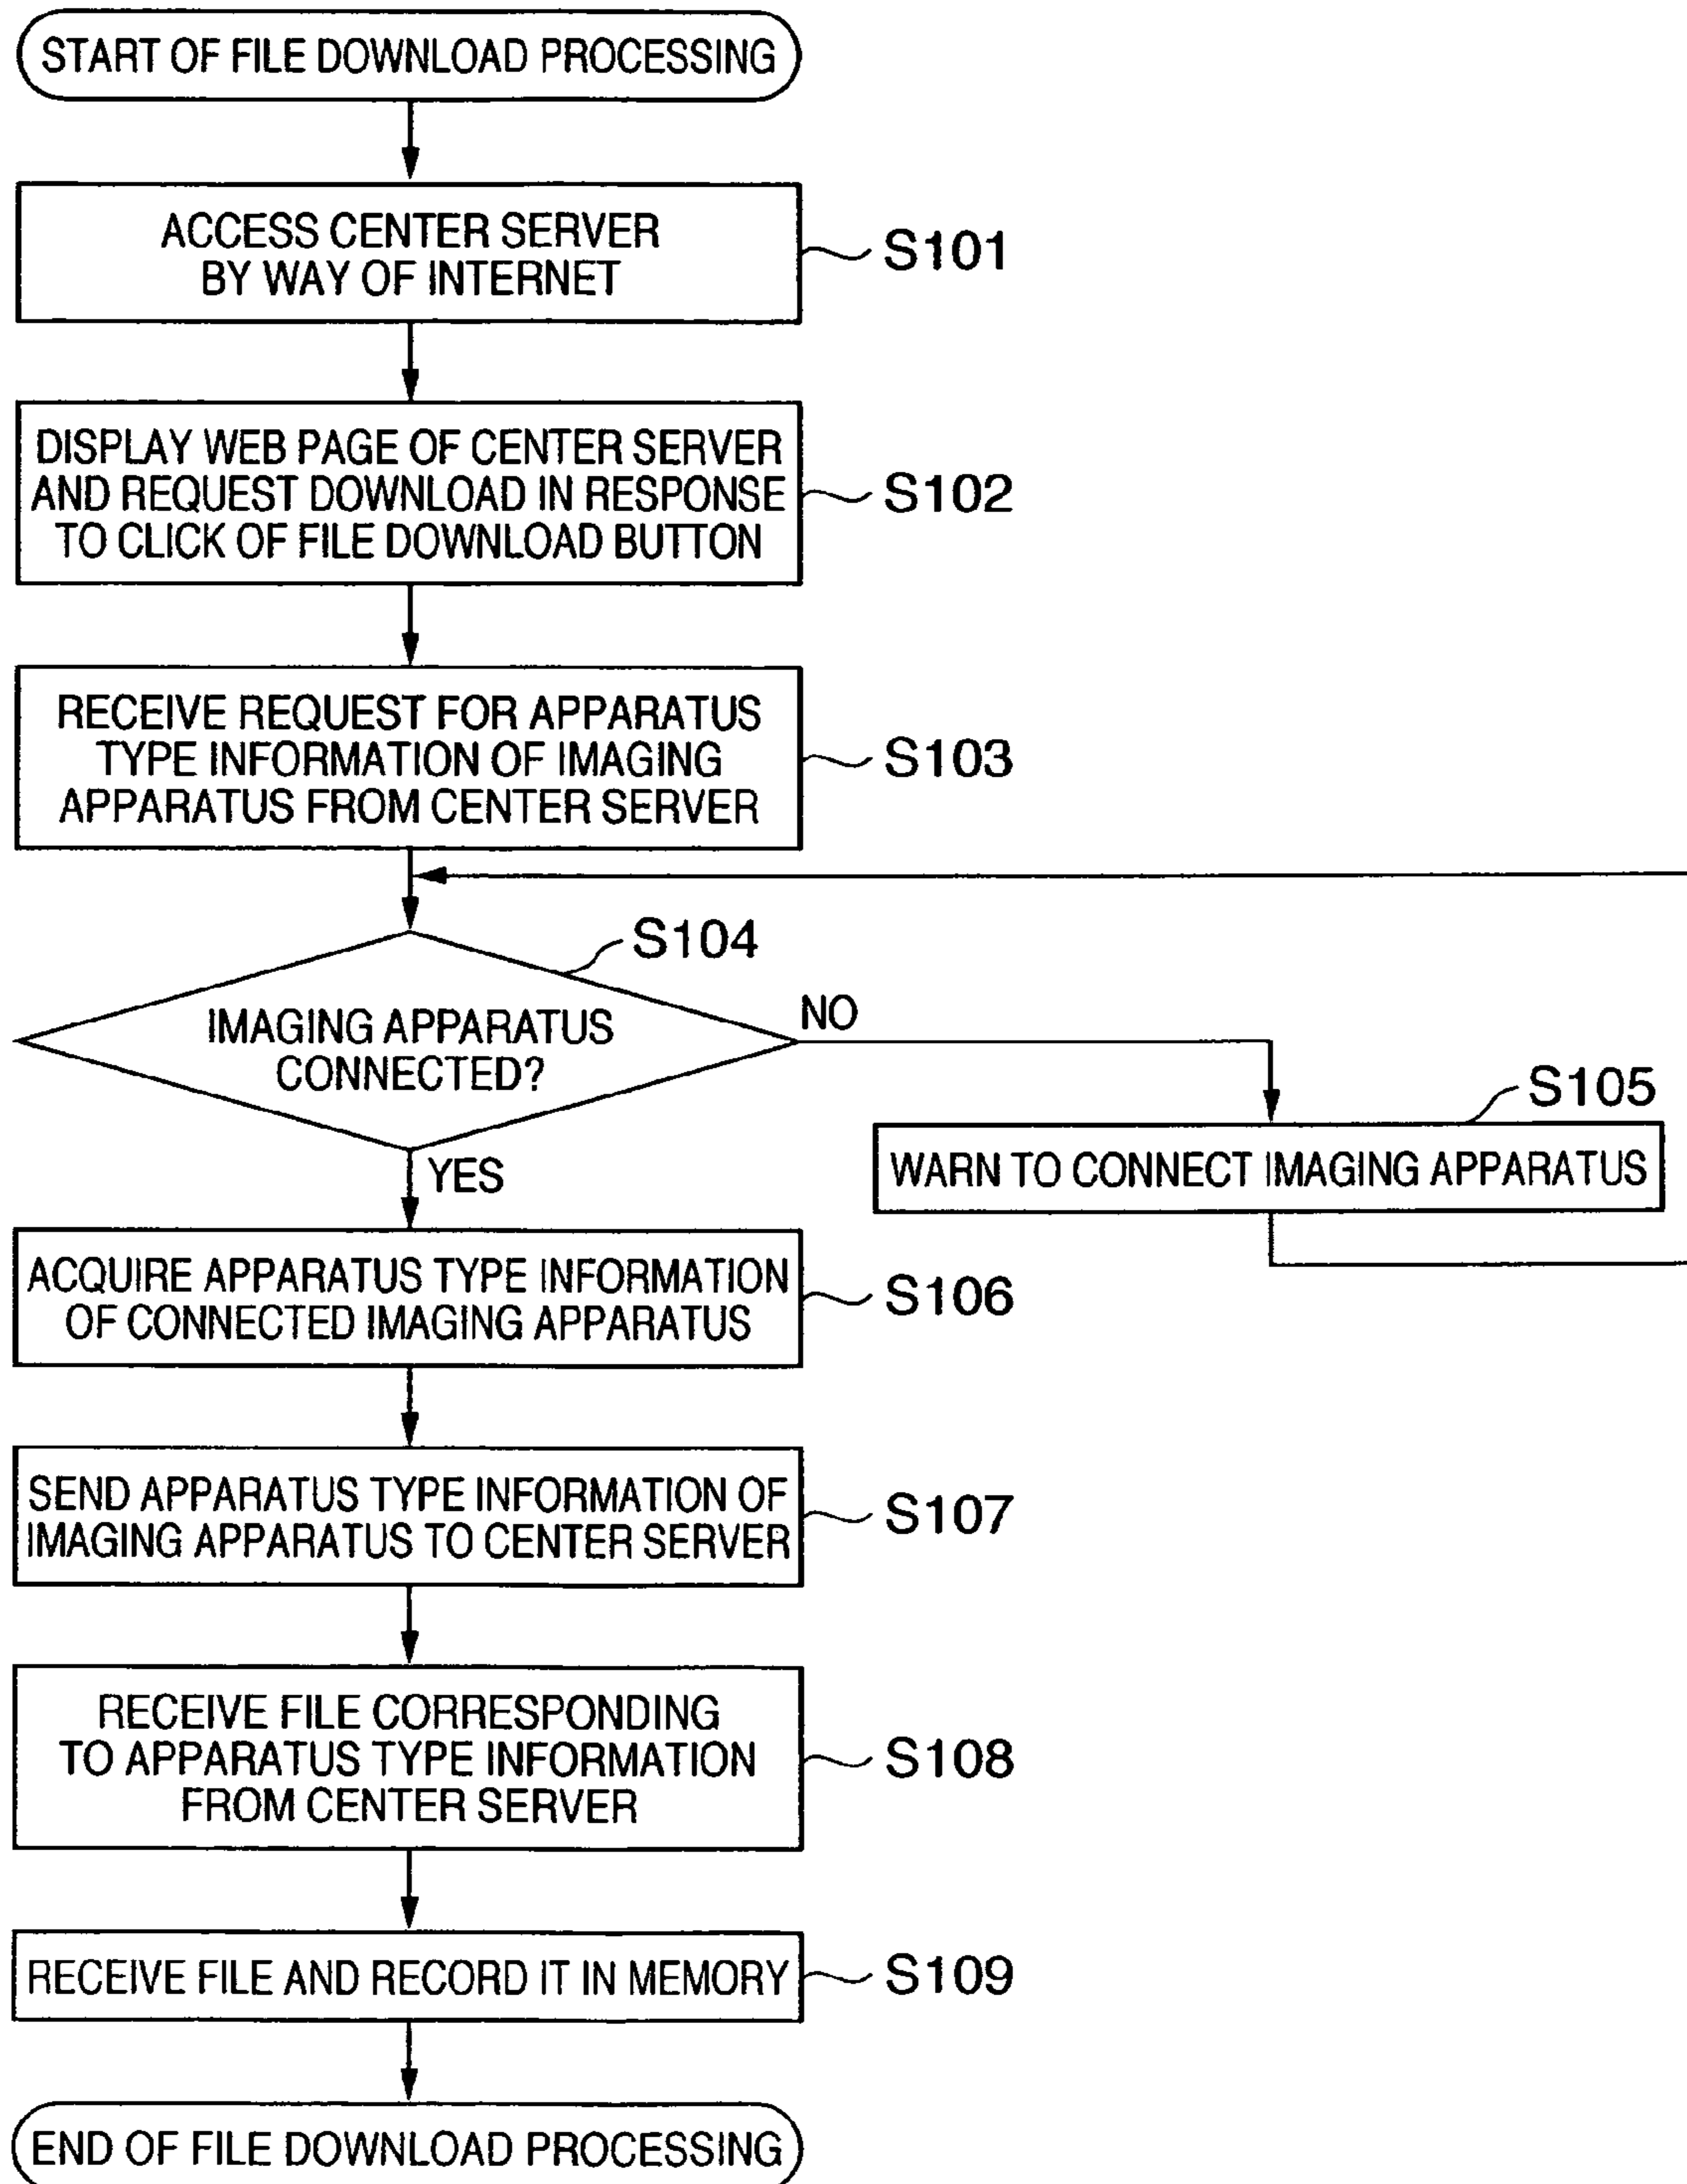 START OF FILE DOWNLOAD PROCESSING
ACCESS CENTER SERVER
BY WAY OF INTERNET
S101
DISPLAY WEB PAGE OF CENTER SERVER
AND REQUEST DOWNLOAD IN RESPONSE
TO CLICK OF FILE DOWNLOAD BUTTON
S102
RECEIVE REQUEST FOR APPARATUS
TYPE INFORMATION OF IMAGING
APPARATUS FROM CENTER SERVER
S103
S104
IMAGING APPARATUS
CONNECTED?
NO
S105
WARN TO CONNECT IMAGING APPARATUS
YES
ACQUIRE APPARATUS TYPE INFORMATION
OF CONNECTED IMAGING APPARATUS
S106
SEND APPARATUS TYPE INFORMATION OF
IMAGING APPARATUS TO CENTER SERVER
S107
RECEIVE FILE CORRESPONDING
TO APPARATUS TYPE INFORMATION
FROM CENTER SERVER
S108
RECEIVE FILE AND RECORD IT IN MEMORY
S109
END OF FILE DOWNLOAD PROCESSING